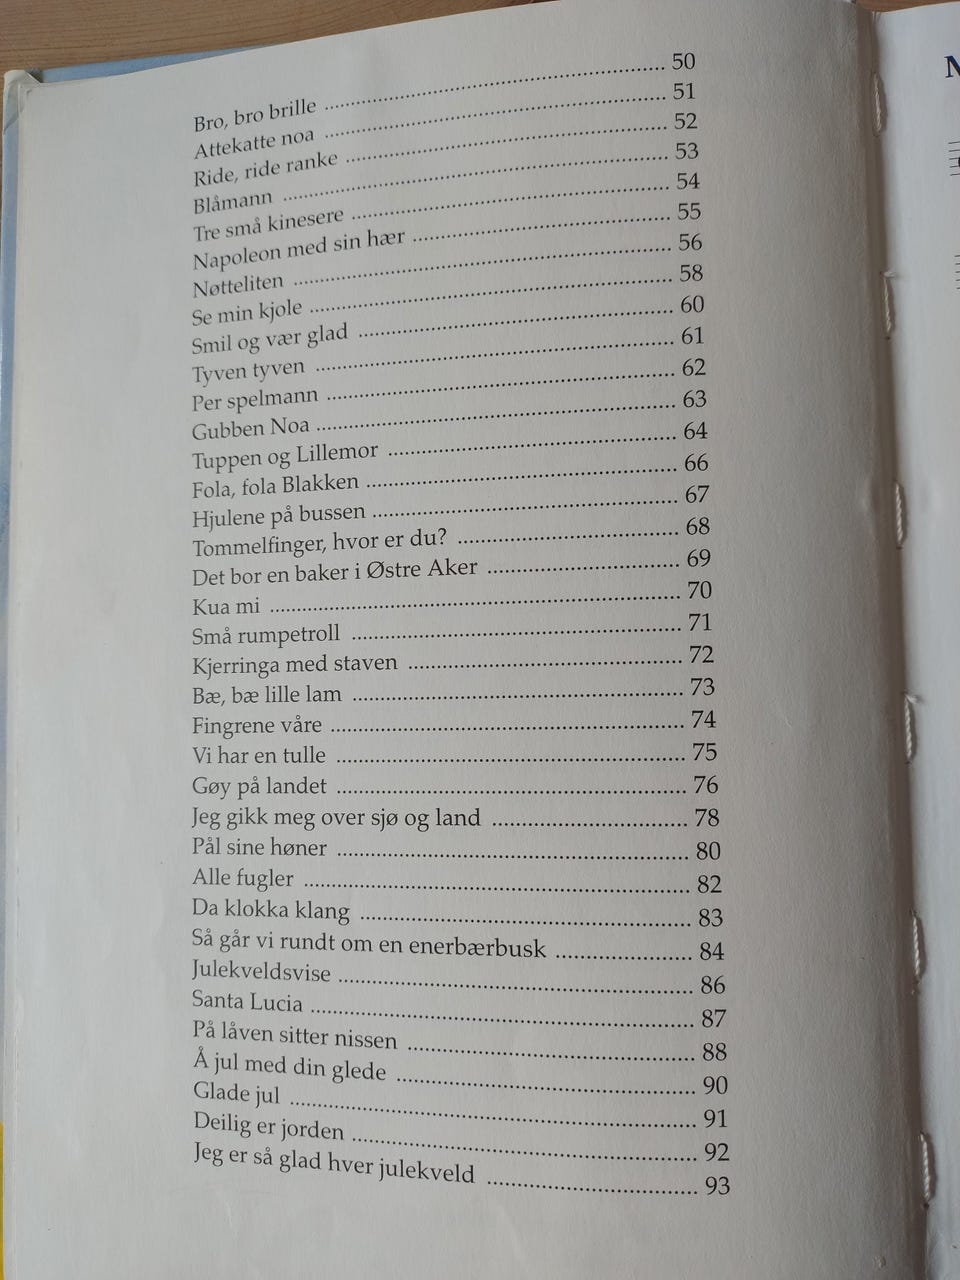 Bro, bro brille ........ 50
Attekatte noa ........ 51
Ride, ride ranke ........ 52
Blåmann ........ 53
Tre små kinesere ........ 54
Napoleon med sin hær ........ 55
Nøtteliten ........ 56
Se min kjole ........ 58
Smil og vær glad ........ 60
Tyven tyven ........ 61
Per spelmann ........ 62
Gubben Noa ........ 63
Tuppen og Lillemor ........ 64
Fola, fola Blakken ........ 66
Hjulene på bussen ........ 67
Tommelfinger, hvor er du? ........ 68
Det bor en baker i Østre Aker ........ 69
Kua mi ........ 70
Små rumpetroll ........ 71
Kjerringa med staven ........ 72
Bæ, bæ lille lam ........ 73
Fingrene våre ........ 74
Vi har en tulle ........ 75
Gøy på landet ........ 76
Jeg gikk meg over sjø og land ........ 78
Pål sine høner ........ 80
Alle fugler ........ 82
Da klokka klang ........ 83
Så går vi rundt om en enerbærbusk ........ 84
Julekveldsvise ........ 86
Santa Lucia ........ 87
På låven sitter nissen ........ 88
Å jul med din glede ........ 90
Glade jul ........ 91
Deilig er jorden ........ 92
Jeg er så glad hver julekveld ........ 93